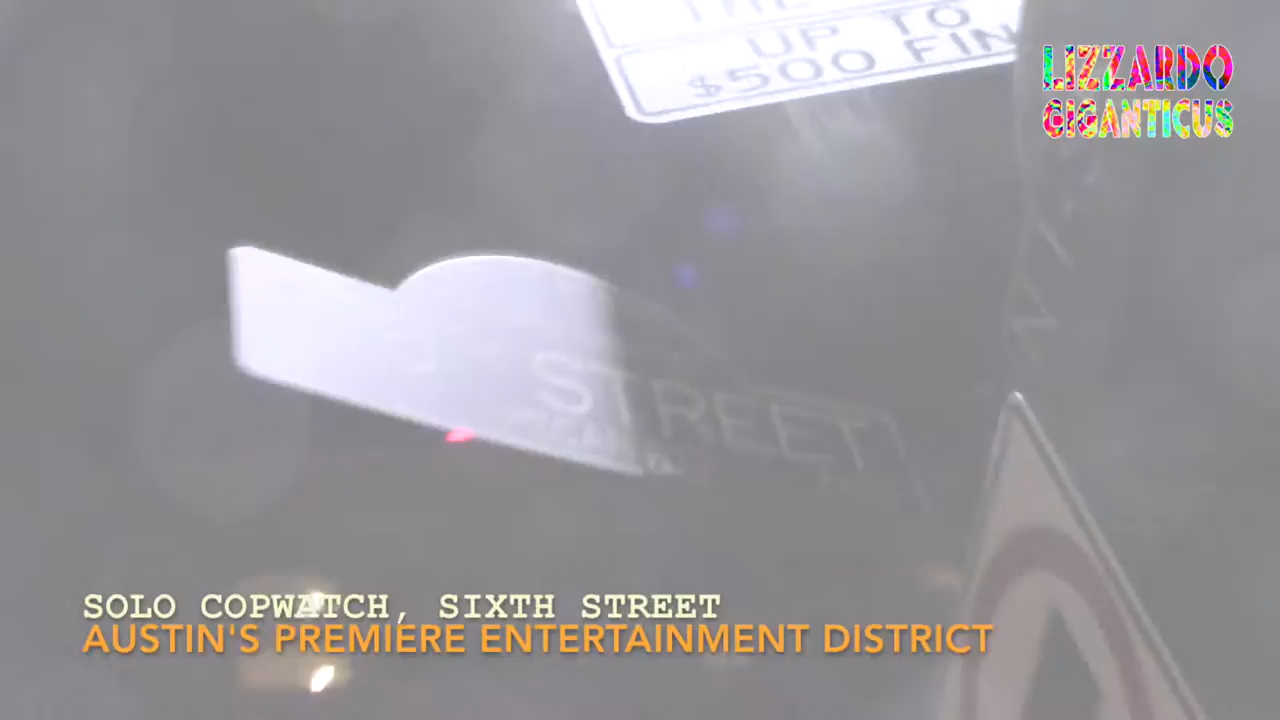 UP TO
$500 FIN
LIZZARDO
GIGANTICUS
STREET
SOLO COPWATCH, SIXTH STREET
AUSTIN'S PREMIERE ENTERTAINMENT DISTRICT